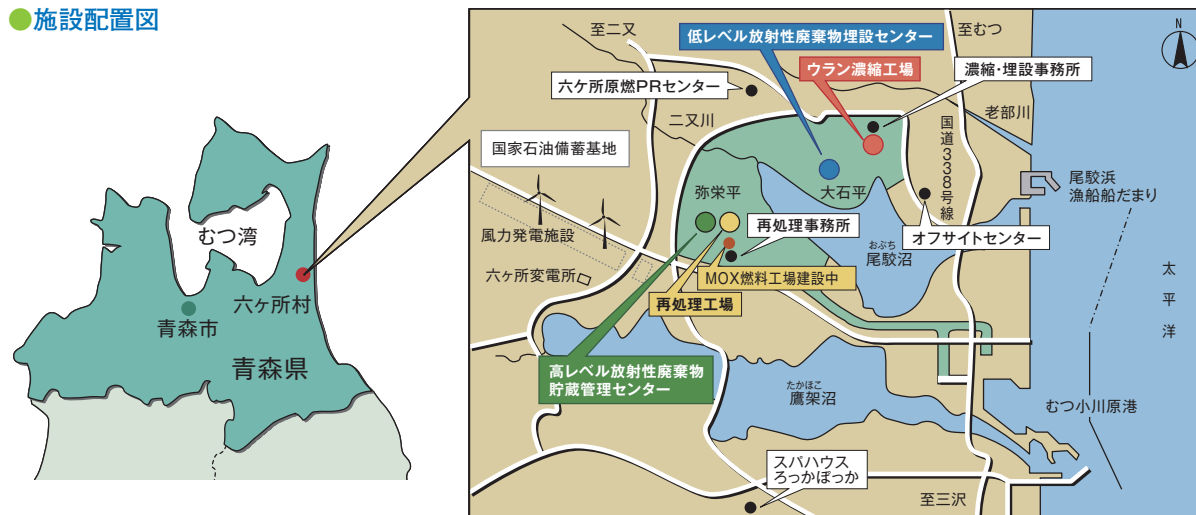 ●施設配置図
むつ湾
六ヶ所村
青森市
青森県
至二又
低レベル放射性廃棄物埋設センター
至むつ
N
ウラン濃縮工場
濃縮・埋設事務所
六ケ所原燃PRセンター
老部川
二又川
国道338号線
国家石油備蓄基地
尾駮浜
漁船船だまり
弥栄平
大石平
再処理事務所
オフサイトセンター
風力発電施設
おぶち
尾駮沼
六ヶ所変電所
MOX燃料工場建設中
再処理工場
太平洋
高レベル放射性廃棄物
貯蔵管理センター
たかほこ
鷹架沼
むつ小川原港
スパハウス
ろっかぽっか
至三沢